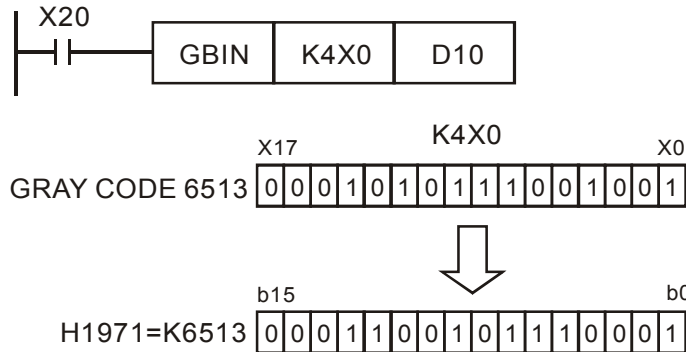 X20
GBIN K4X0 D10
K4X0
X17 X0
GRAY CODE 6513 0 0 0 1 0 1 0 1 1 1 0 0 1 0 0 1
b15 b0
H1971=K6513 0 0 0 1 1 0 0 1 0 1 1 1 0 0 0 1